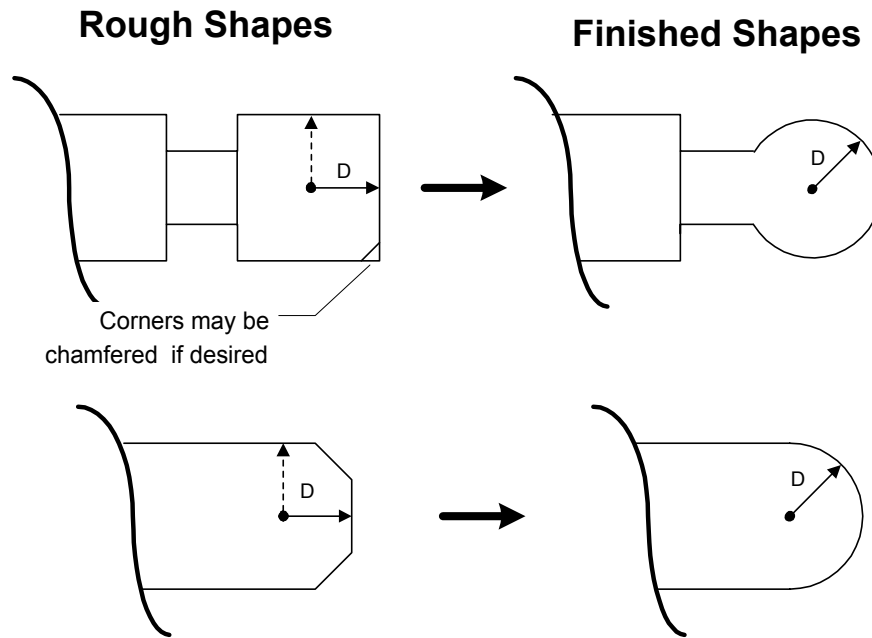 Rough Shapes
Finished Shapes
D
D
Corners may be
chamfered if desired
D
D